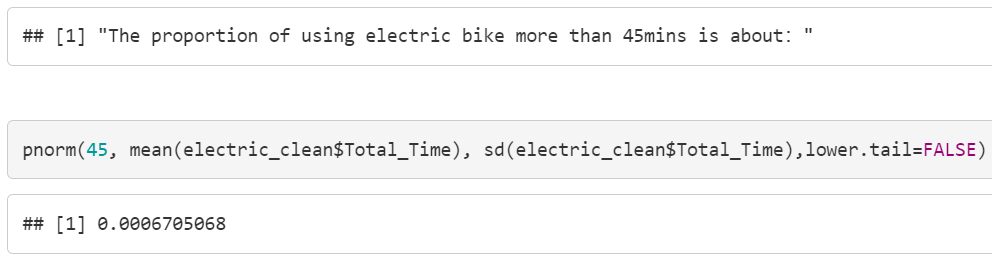 ## [1] "The proportion of using electric bike more than 45mins is about: "
pnorm(45, mean(electric_clean$Total_Time), sd(electric_clean$Total_Time),lower.tail=FALSE)
## [1] 0.0006705068